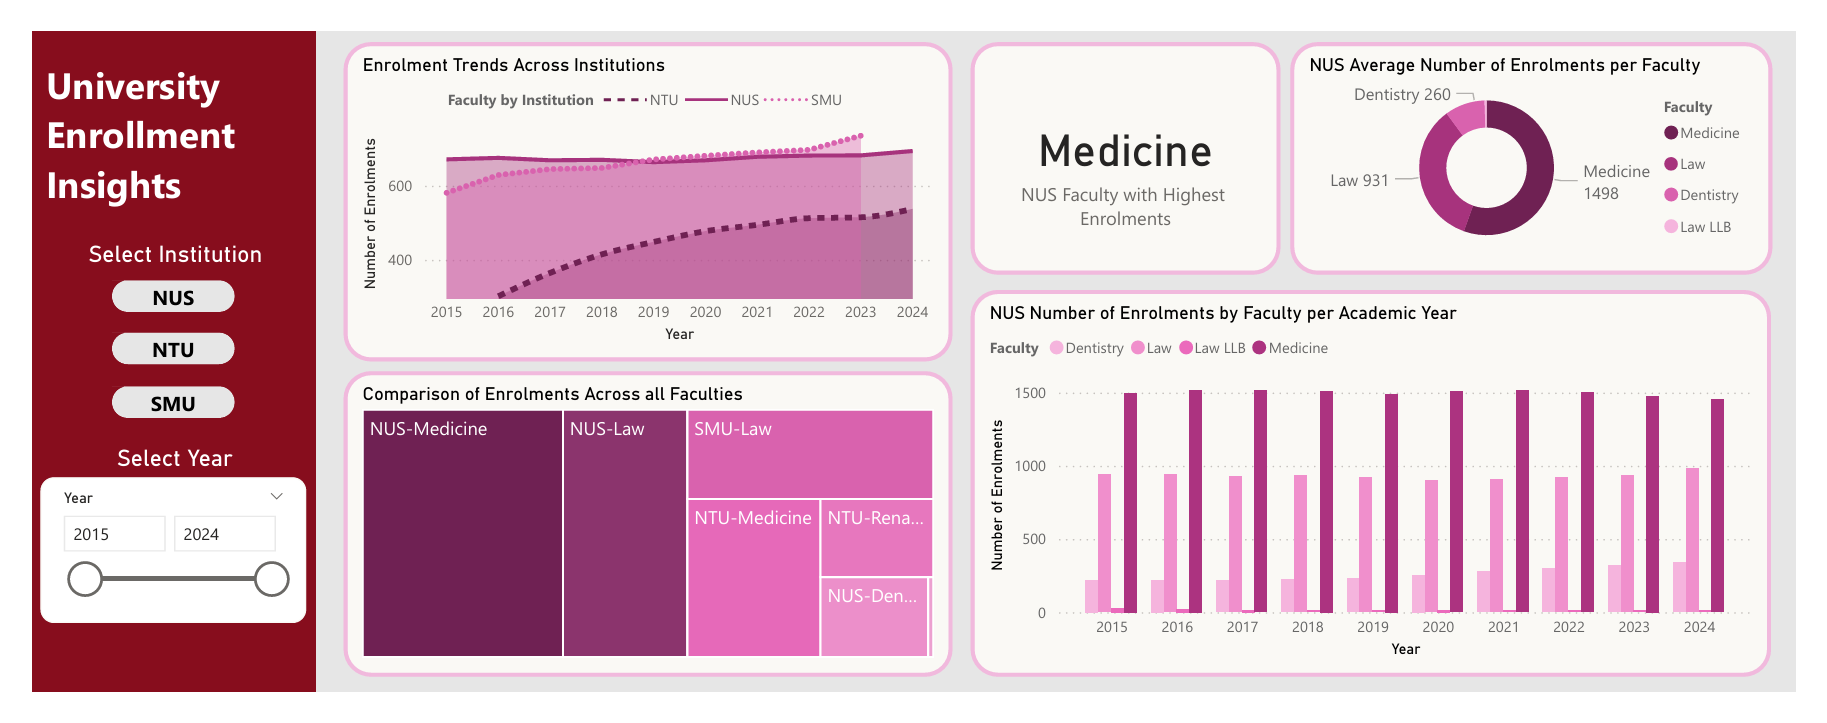 University
Enrollment
Insights
Select Institution
NUS
NTU
SMU
Select Year
Year
2015 2024
Enrolment Trends Across Institutions
Faculty by Institution NTU NUS SMU
Number of Enrolments
600
400
2015 2016 2017 2018 2019 2020 2021 2022 2023 2024
Year
Comparison of Enrolments Across all Faculties
NUS-Medicine NUS-Law SMU-Law
NTU-Medicine NTU-Rena...
NUS-Den...
Medicine
NUS Faculty with Highest
Enrolments
NUS Average Number of Enrolments per Faculty
Dentistry 260
Law 931
Medicine
1498
Faculty
Medicine
Law
Dentistry
Law LLB
NUS Number of Enrolments by Faculty per Academic Year
Faculty Dentistry Law Law LLB Medicine
Number of Enrolments
1500
1000
500
0
2015 2016 2017 2018 2019 2020 2021 2022 2023 2024
Year